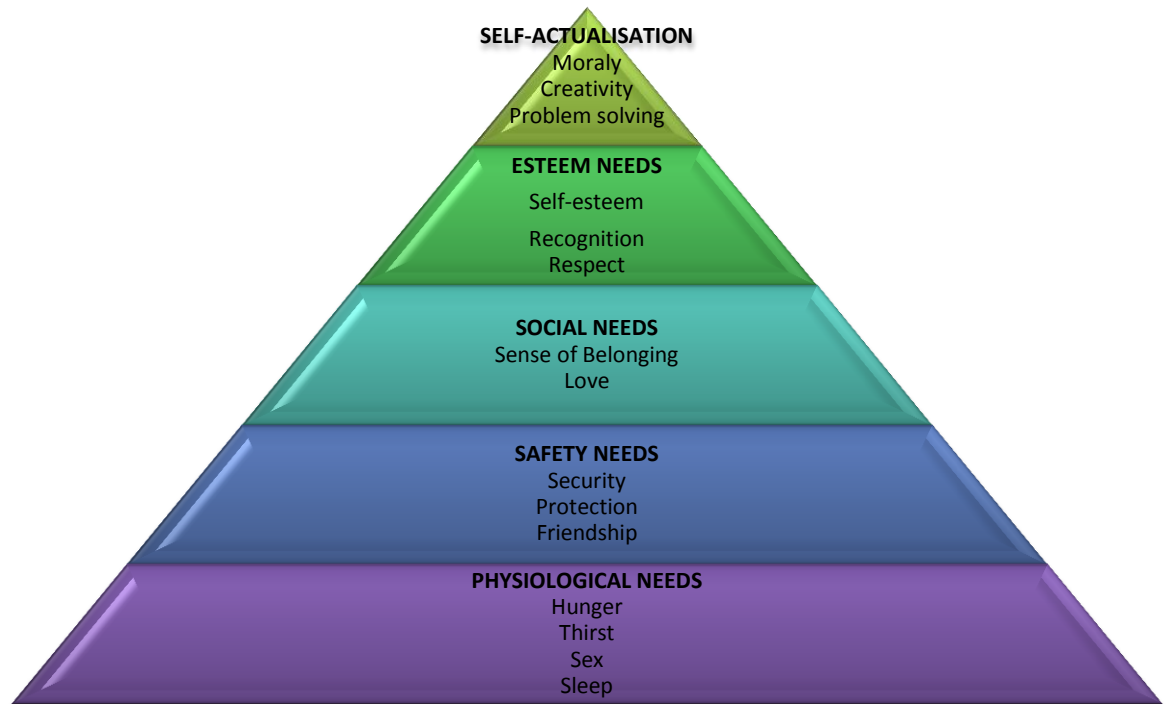 SELF-ACTUALISATION
Moraly
Creativity
Problem solving
ESTEEM NEEDS
Self-esteem
Recognition
Respect
SOCIAL NEEDS
Sense of Belonging
Love
SAFETY NEEDS
Security
Protection
Friendship
PHYSIOLOGICAL NEEDS
Hunger
Thirst
Sex
Sleep